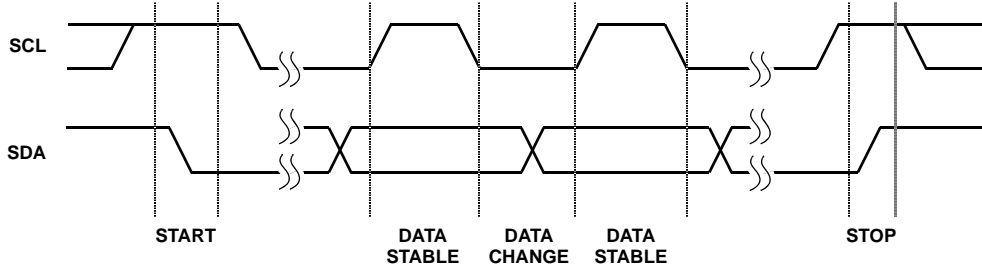 SCL
SDA
START
DATA
STABLE
DATA
CHANGE
DATA
STABLE
STOP